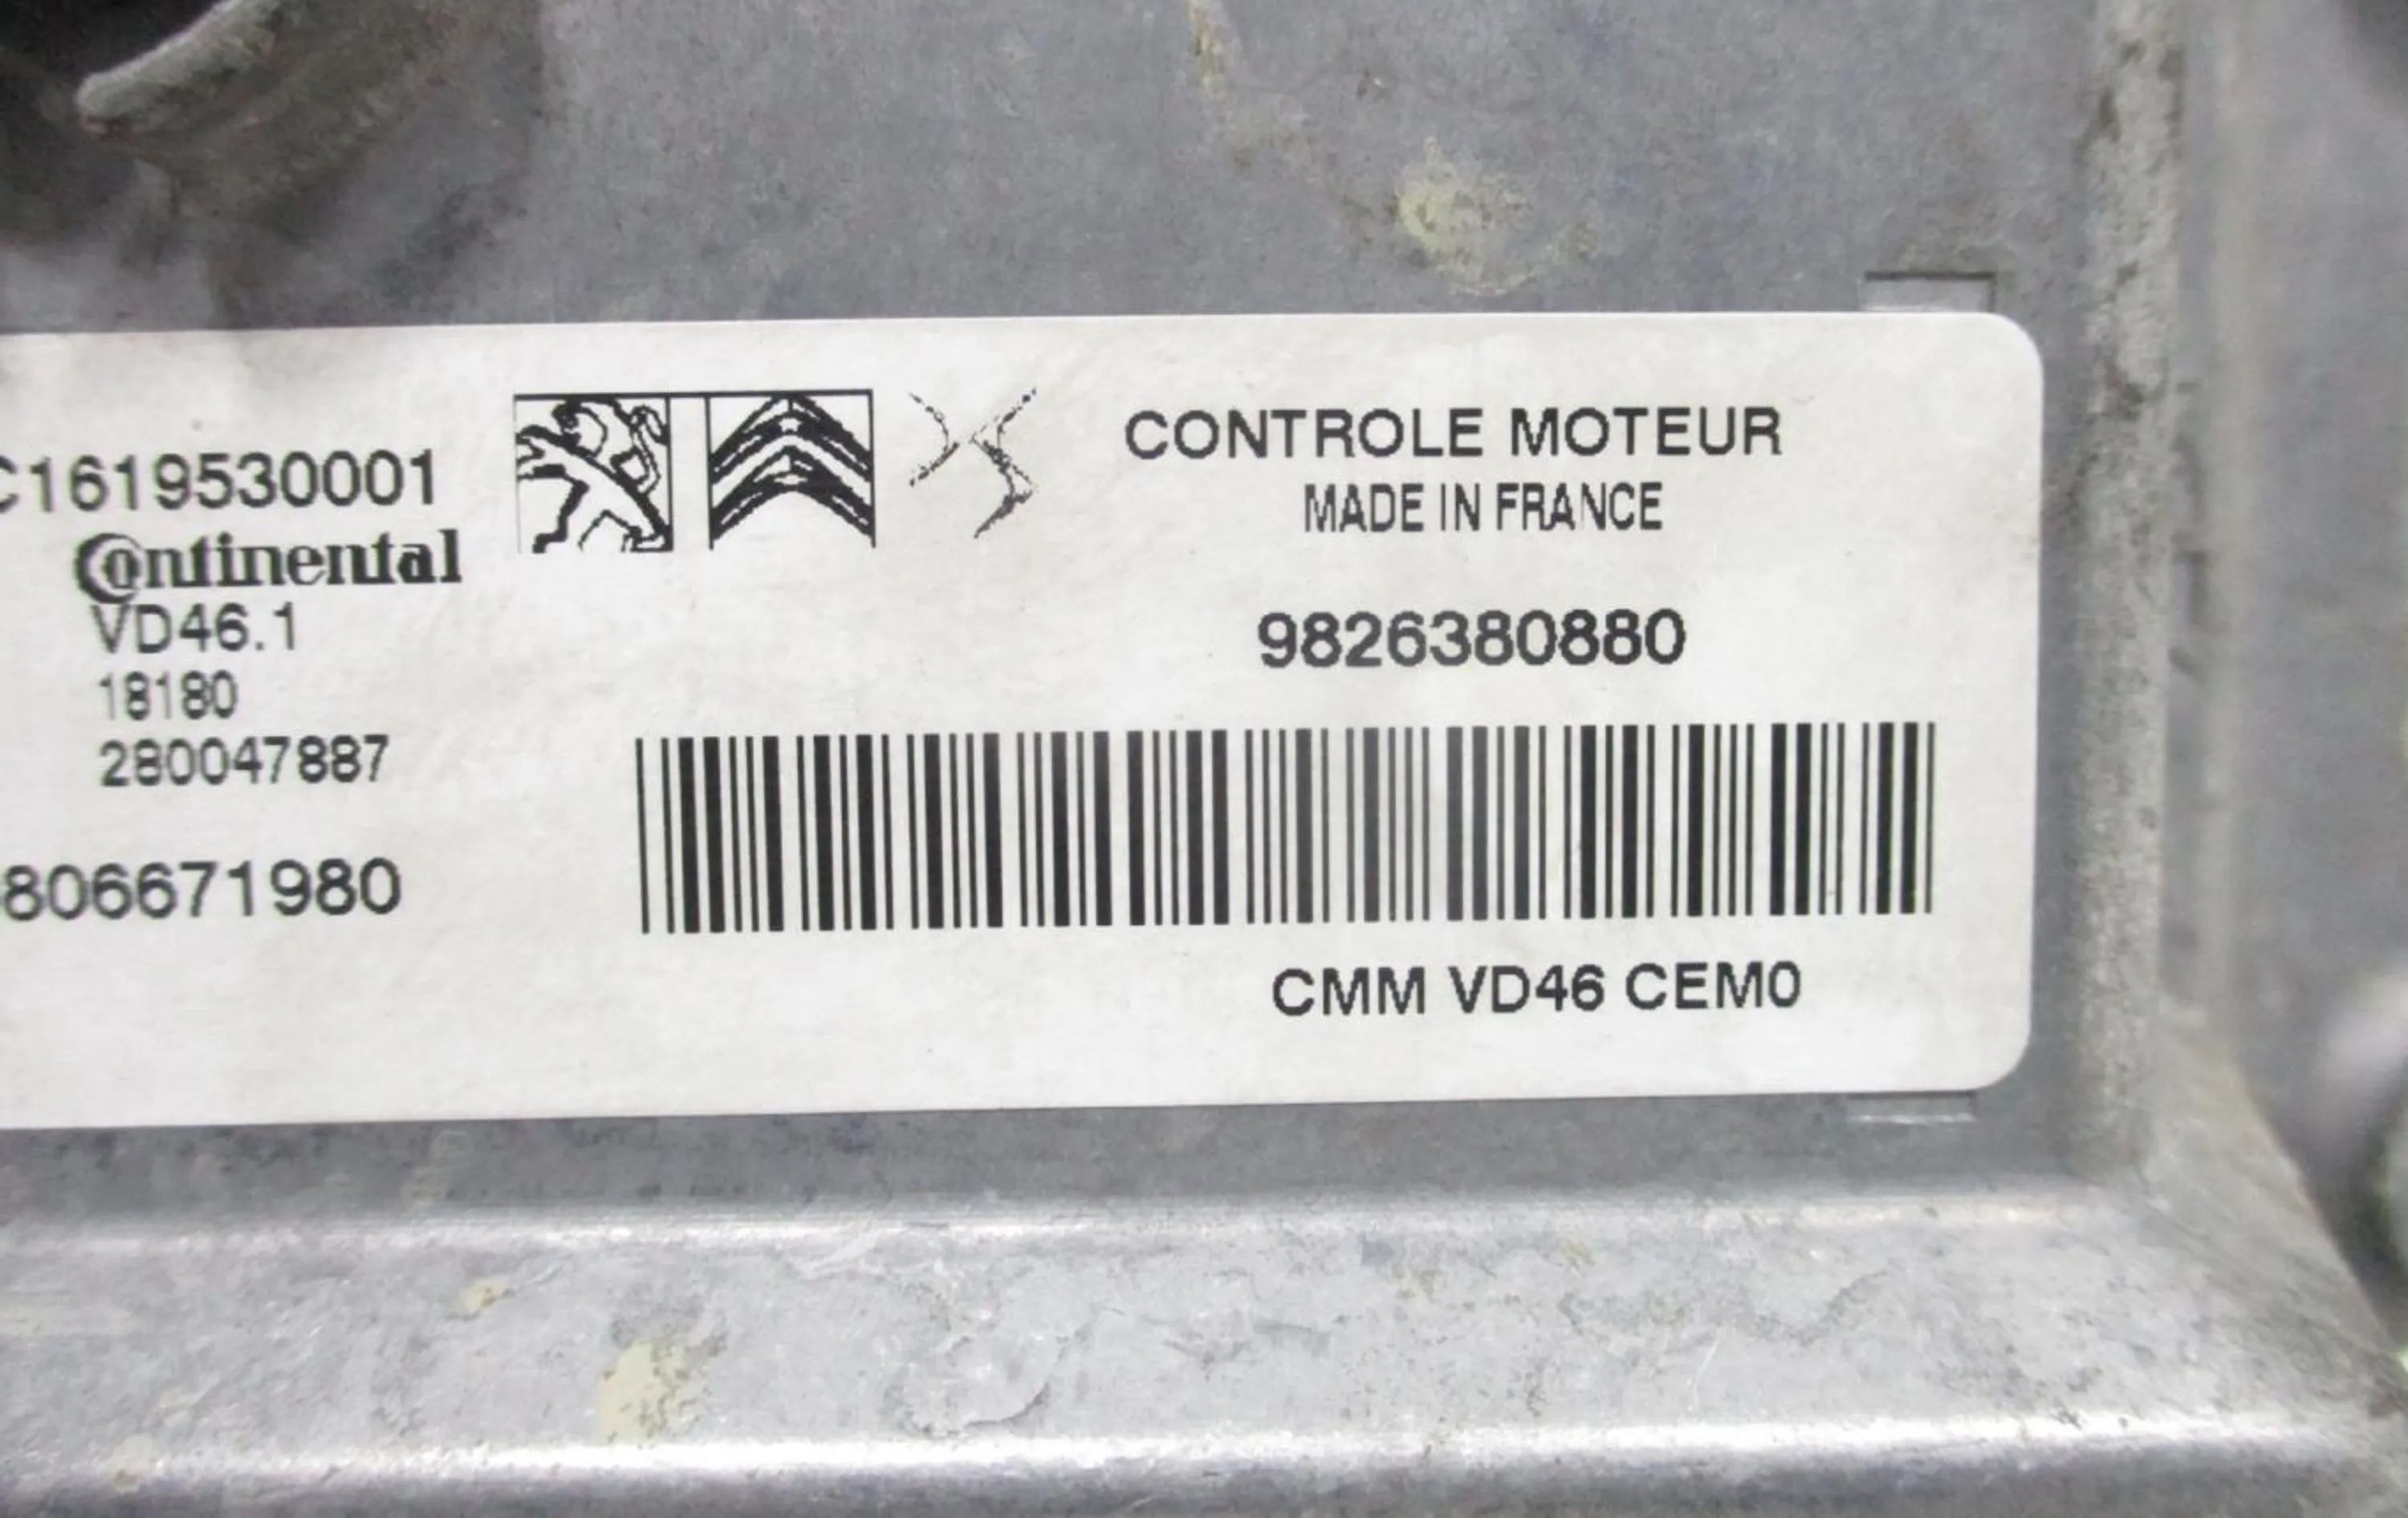 C1619530001
Continental
VD46.1
18180
280047887
806671980
CONTROLE MOTEUR
MADE IN FRANCE
9826380880
CMM VD46 CEM0